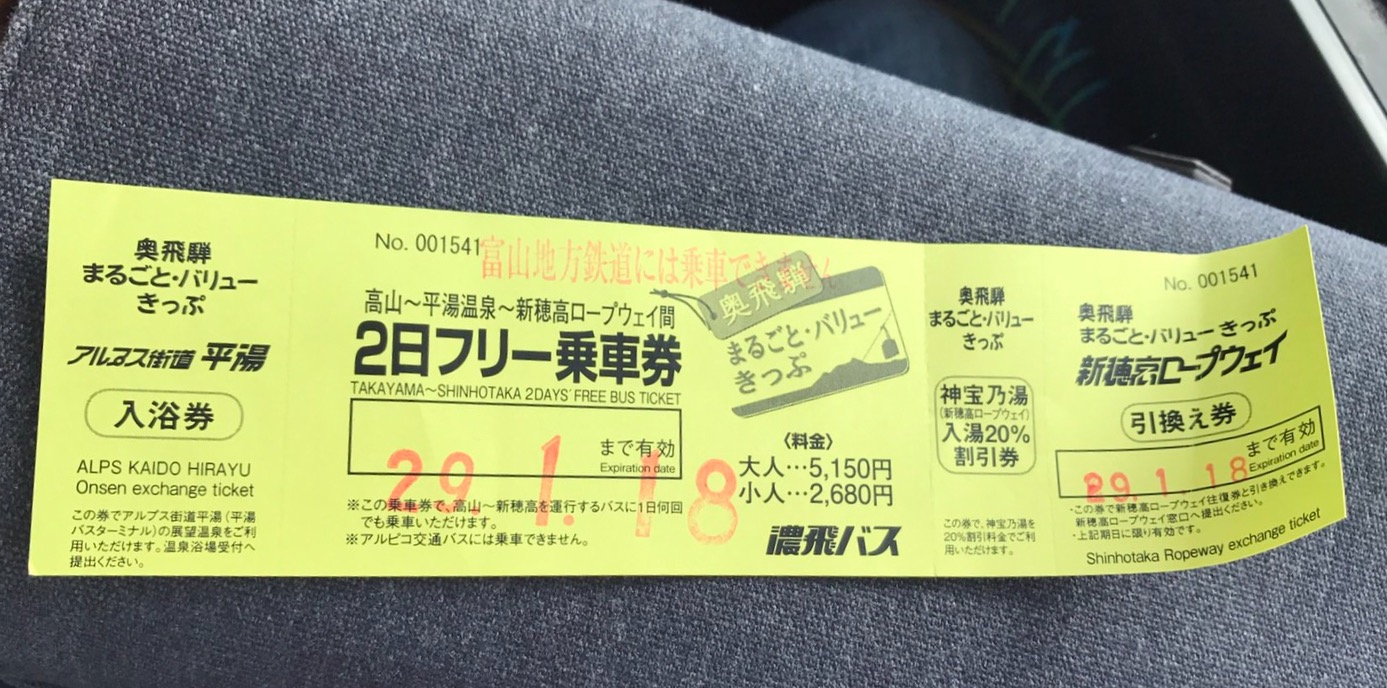 奥飛騨
まるごと・バリュー
きっぷ
アルプス街道 平湯
入浴券
ALPS KAIDO HIRAYU
Onsen exchange ticket
この券でアルプス街道平湯(平湯
バスターミナル)の展望温泉をご利
用いただけます。温泉浴場受付へ
提出ください。
No. 001541
富山地方鉄道には乗車できません
高山～平湯温泉～新穂高ロープウェイ間
2日フリー乗車券
TAKAYAMA～SHINHOTAKA 2DAYS' FREE BUS TICKET
まで有効
Expiration date
29. 1. 18
※この乗車券で、高山～新穂高を運行するバスに1日何回
でも乗車いただけます。
※アルピコ交通バスには乗車できません。
奥飛騨
まるごと・バリュー
きっぷ
〈料金〉
大人…5,150円
小人…2,680円
濃飛バス
奥飛騨
まるごと・バリュー
きっぷ
神宝乃湯
(新穂高ロープウェイ)
入湯20%
割引券
この券で、神宝乃湯を
20%割引料金でご利
用いただけます。
No. 001541
奥飛騨
まるごと・バリューきっぷ
新穂高ロープウェイ
引換え券
まで有効
Expiration date
29. 1. 18
・この券で新穂高ロープウェイ往復券と引き換えできます。
新穂高ロープウェイ窓口へ提出ください。
・上記期日に限り有効です。
Shinhotaka Ropeway exchange ticket